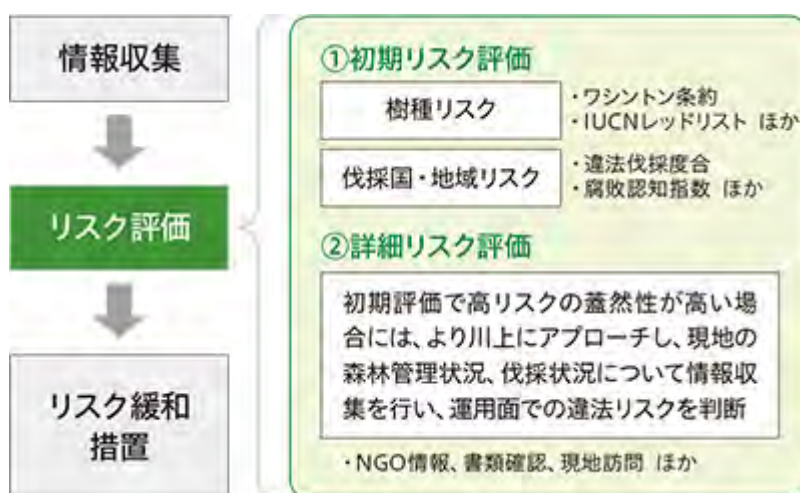 情報収集
リスク評価
リスク緩和
措置
①初期リスク評価
樹種リスク
・ワシントン条約
・IUCNレッドリスト ほか
伐採国・地域リスク
・違法伐採度合
・腐敗認知指数 ほか
②詳細リスク評価
初期評価で高リスクの蓋然性が高い場
合には、より川上にアプローチし、現地の
森林管理状況、伐採状況について情報収
集を行い、運用面での違法リスクを判断
・NGO情報、書類確認、現地訪問 ほか